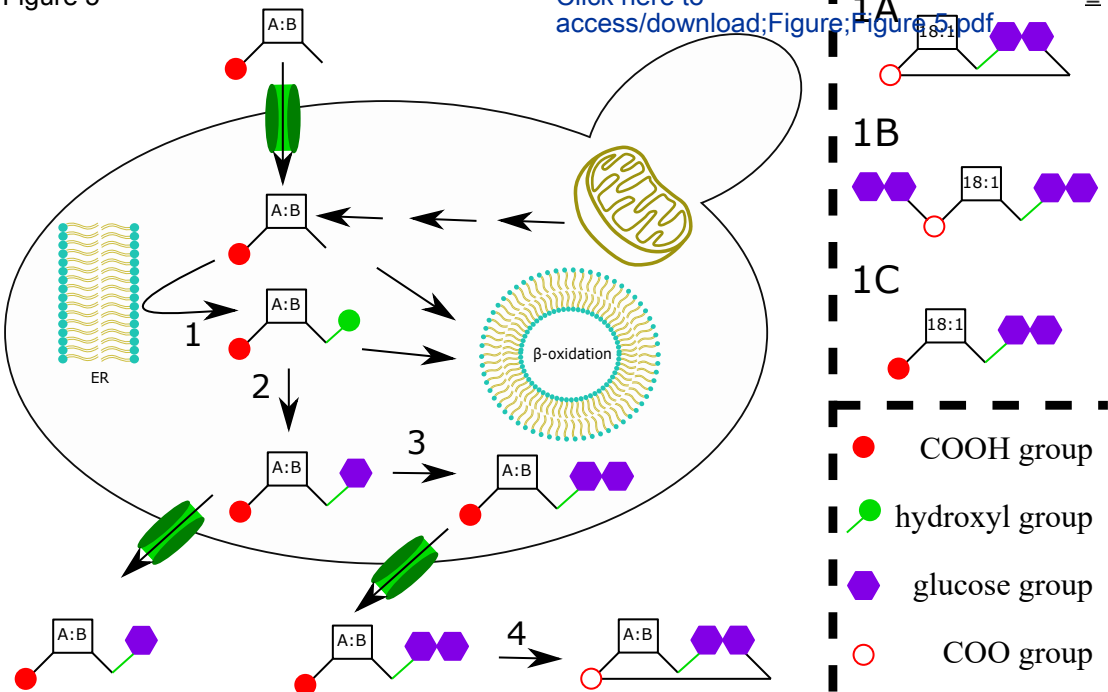 Figure 5
Click here to
access/download;Figure;Figure 5.pdf
A:B
A:B
A:B
1
ER
β-oxidation
2
A:B
3
A:B
A:B
A:B
4
A:B
1A
18:1
1B
18:1
1C
18:1
COOH group
hydroxyl group
glucose group
COO group